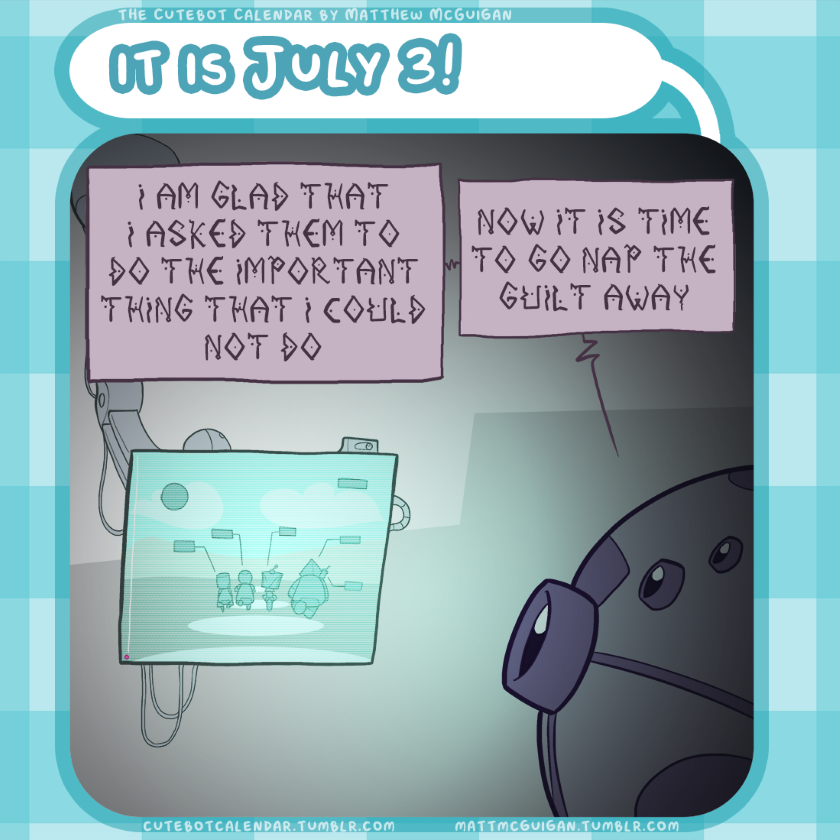 THE CUTEBOT CALENDAR BY MATTHEW MCGUIGAN
IT IS JULY 3!
I AM GLAD THAT
I ASKED THEM TO
DO THE IMPORTANT
THING THAT I COULD
NOT DO
NOW IT IS TIME
TO GO NAP THE
GUILT AWAY
CUTEBOTCALENDAR.TUMBLR.COM
MATTMCGUIGAN.TUMBLR.COM